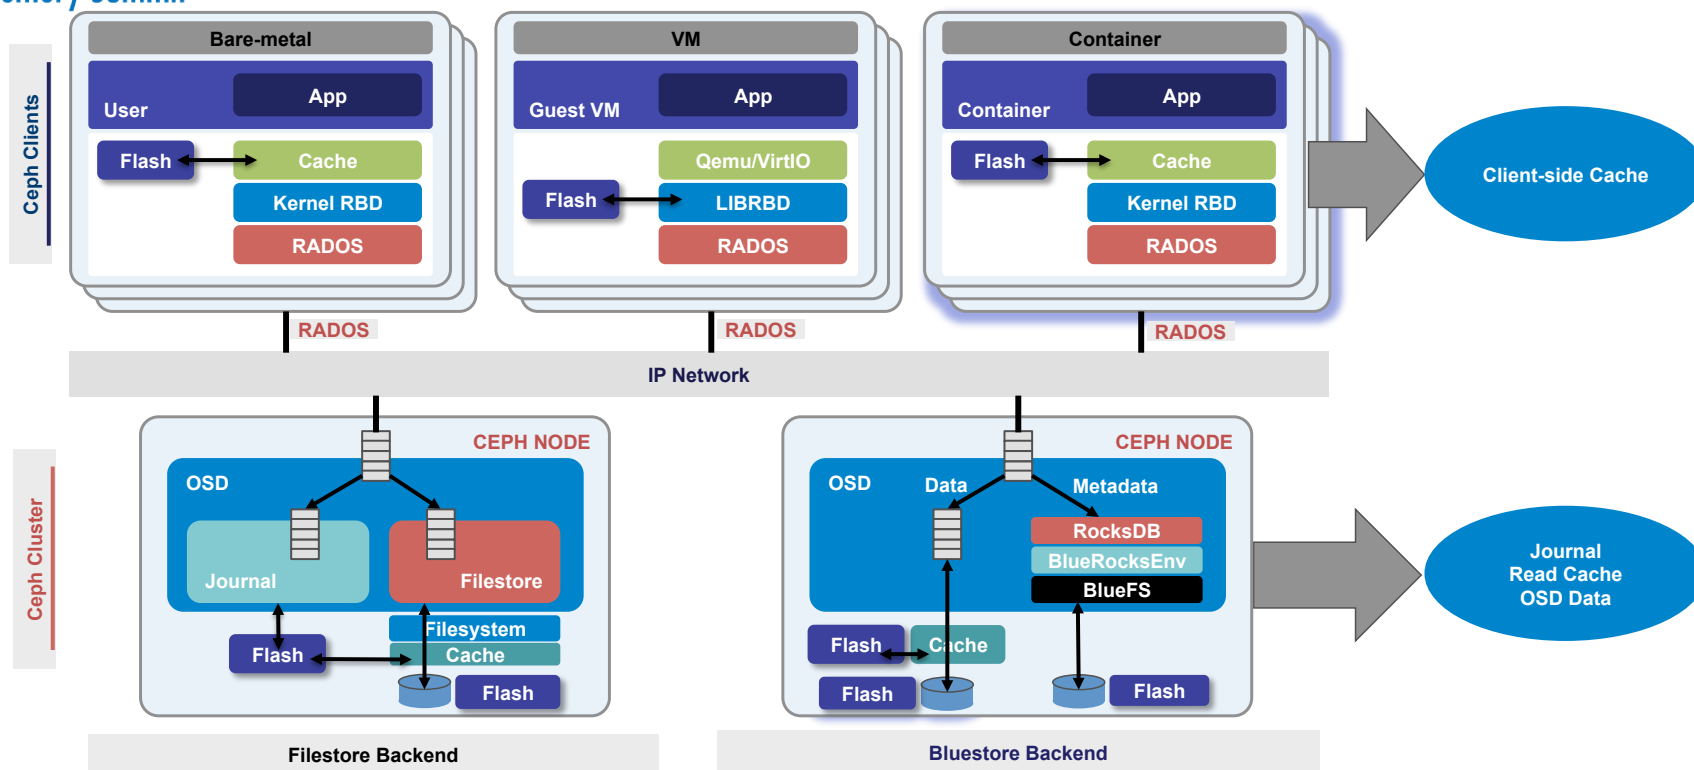 Bare-metal
VM
Container
Ceph Clients
User
App
Guest VM
App
Container
App
Flash
Cache
Kernel RBD
RADOS
Qemu/VirtIO
Flash
LIBRBD
RADOS
Flash
Cache
Kernel RBD
RADOS
Client-side Cache
RADOS
RADOS
RADOS
IP Network
Ceph Cluster
CEPH NODE
OSD
Journal
Filestore
Filesystem
Cache
Flash
Flash
CEPH NODE
OSD
Data
Metadata
RocksDB
BlueRocksEnv
BlueFS
Flash
Cache
Flash
Flash
Journal
Read Cache
OSD Data
Filestore Backend
Bluestore Backend